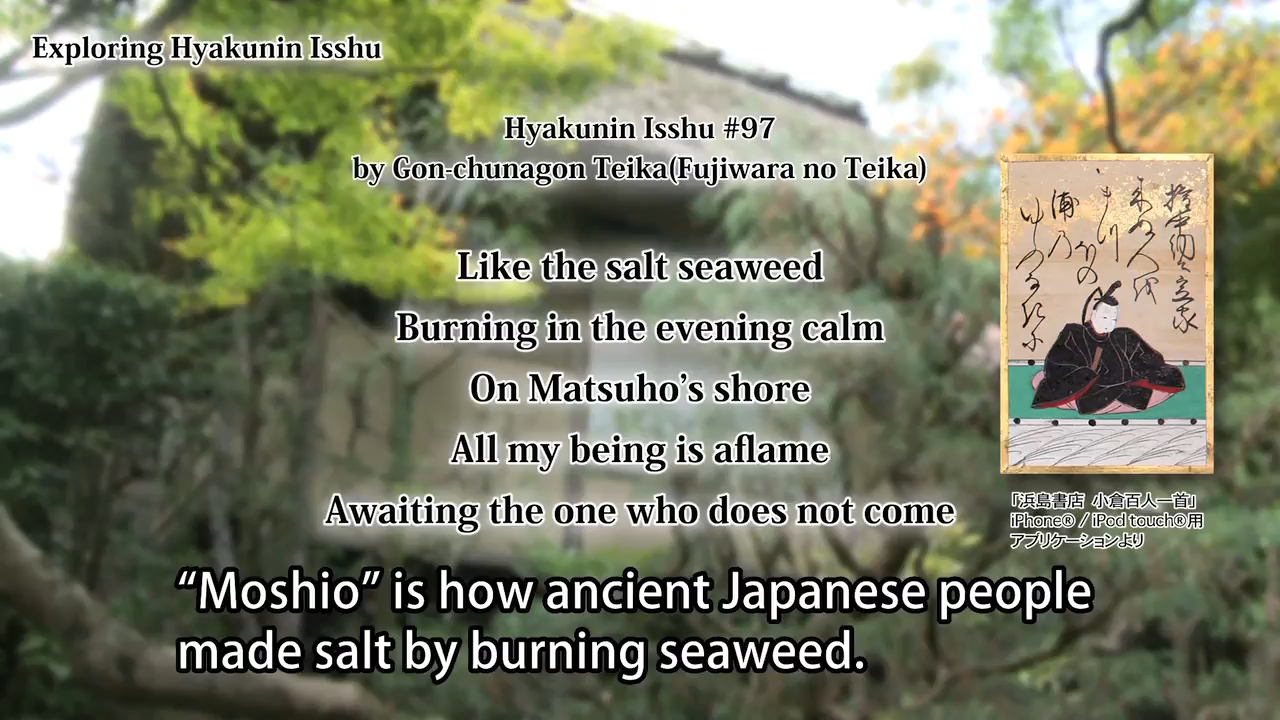 Exploring Hyakunin Isshu
Hyakunin Isshu #97
by Gon-chunagon Teika(Fujiwara no Teika)
Like the salt seaweed
Burning in the evening calm
On Matsuho’s shore
All my being is aflame
Awaiting the one who does not come
『浜島書店 小倉百人一首』
iPhone® / iPod touch®用
アプリケーションより
“Moshio” is how ancient Japanese people
made salt by burning seaweed.